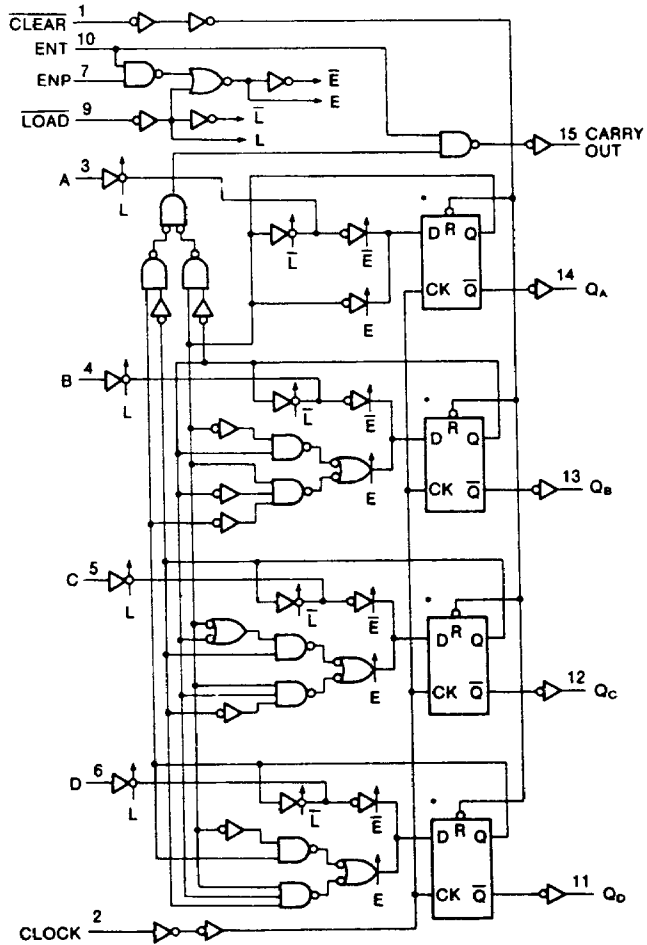 CLEAR 1
ENT 10
ENP 7
E
E
LOAD 9
L
L
15 CARRY OUT
A 3
L
L
E
D R Q
CK Q
14 QA
E
B 4
L
L
E
D R Q
CK Q
13 QB
E
C 5
L
L
E
D R Q
CK Q
12 QC
E
D 6
L
L
E
D R Q
CK Q
11 QD
E
CLOCK 2